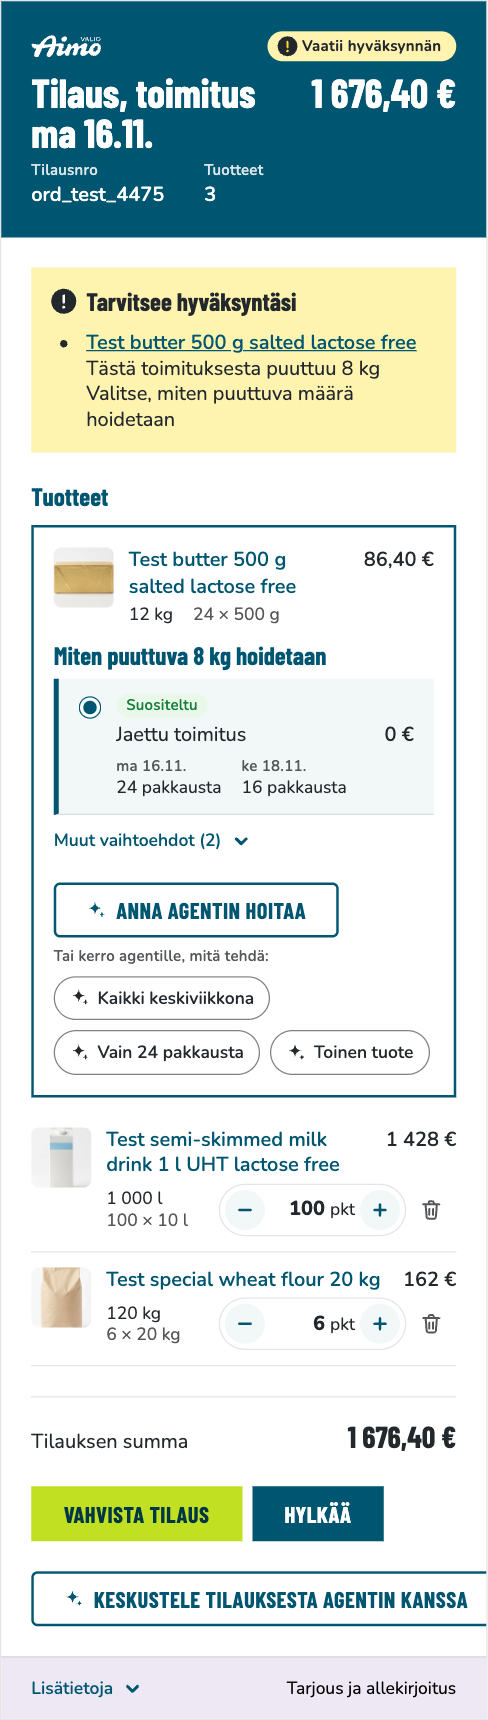 VALIO
Aimo
Vaatii hyväksynnän
Tilaus, toimitus
ma 16.11.
1 676,40 €
Tilausnro
Tuotteet
ord_test_4475
3
Tarvitsee hyväksyntäsi
Test butter 500 g salted lactose free
Tästä toimituksesta puuttuu 8 kg
Valitse, miten puuttuva määrä
hoidetaan
Tuotteet
Test butter 500 g
salted lactose free
86,40 €
12 kg 24 × 500 g
Miten puuttuva 8 kg hoidetaan
Suositeltu
Jaettu toimitus 0 €
ma 16.11. ke 18.11.
24 pakkausta 16 pakkausta
Muut vaihtoehdot (2)
ANNA AGENTIN HOITAA
Tai kerro agentille, mitä tehdä:
Kaikki keskiviikkona
Vain 24 pakkausta
Toinen tuote
Test semi-skimmed milk
drink 1 l UHT lactose free
1 428 €
1 000 l
100 × 10 l
− 100 pkt +
Test special wheat flour 20 kg 162 €
120 kg
6 × 20 kg
− 6 pkt +
Tilauksen summa 1 676,40 €
VAHVISTA TILAUS
HYLKÄÄ
KESKUSTELE TILAUKSESTA AGENTIN KANSSA
Lisätietoja
Tarjous ja allekirjoitus